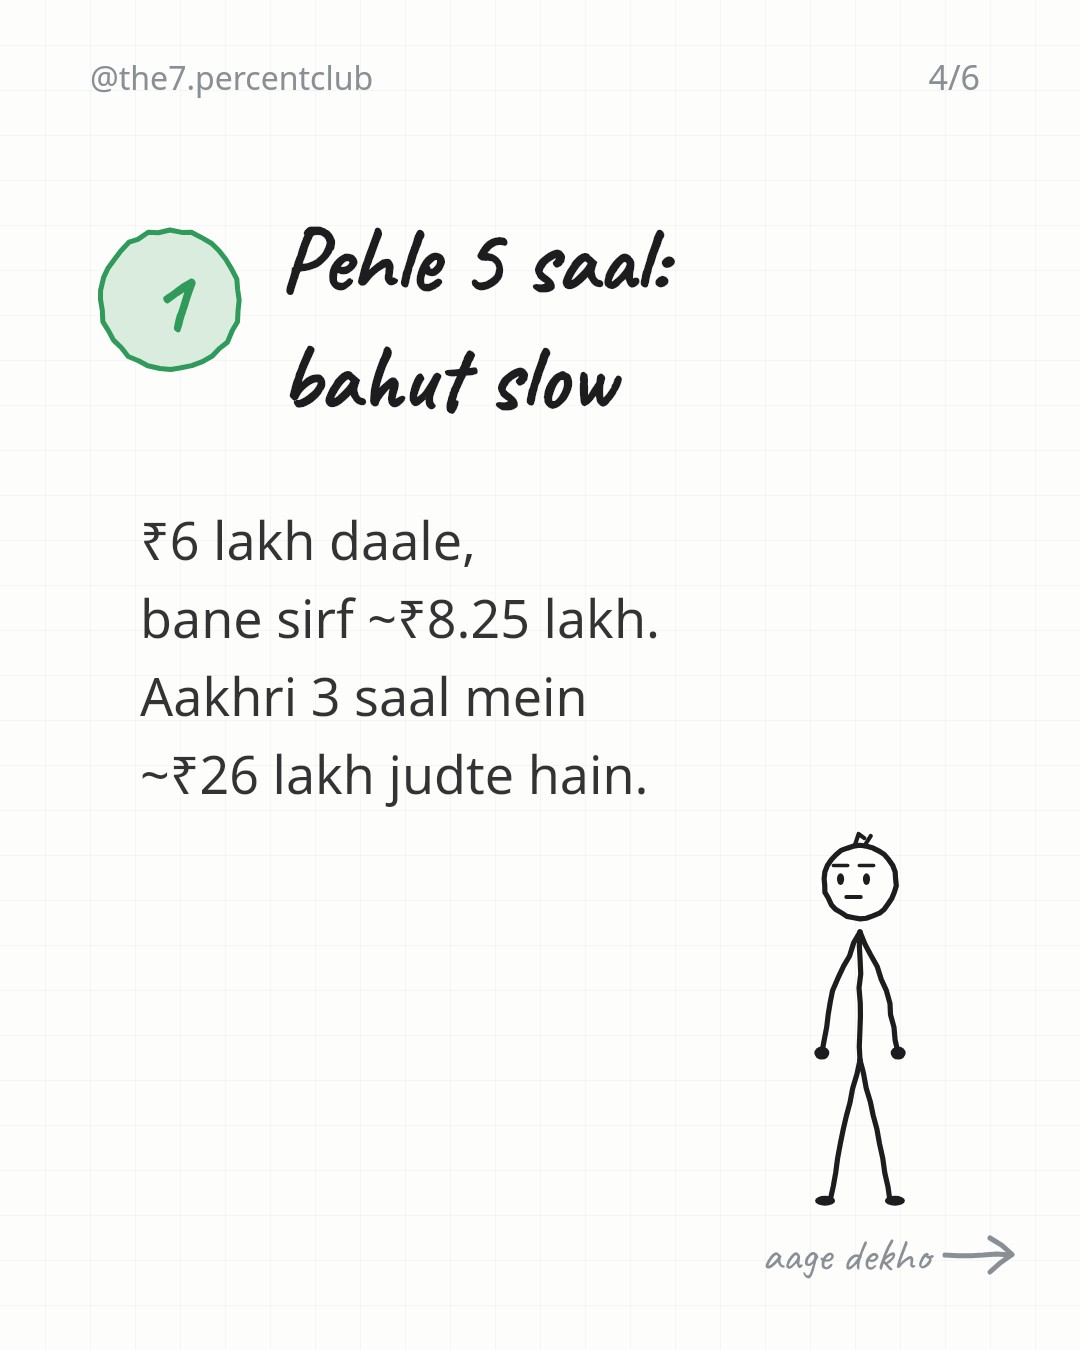 @the7.percentclub
4/6
1
Pehle 5 saal:
bahut slow
₹6 lakh daale,
bane sirf ~₹8.25 lakh.
Aakhri 3 saal mein
~₹26 lakh judte hain.
aage dekho